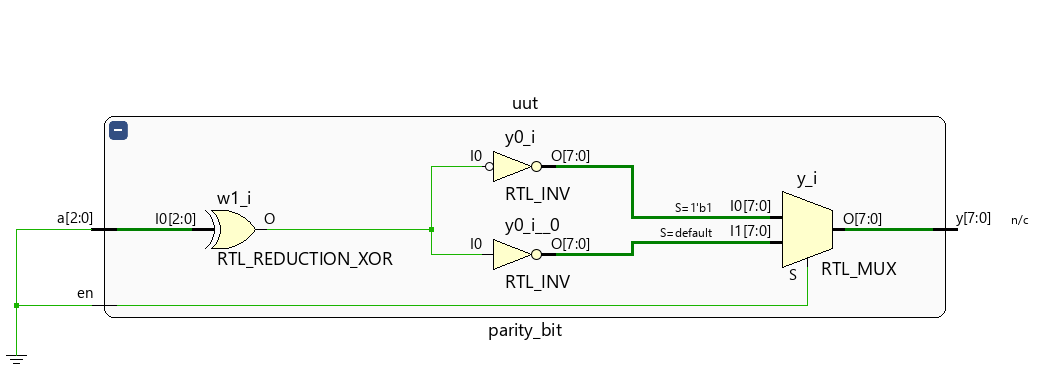 uut
−
y0_i
I0
O[7:0]
RTL_INV
y_i
w1_i
a[2:0]
I0[2:0]
O
RTL_REDUCTION_XOR
y0_i__0
I0
O[7:0]
RTL_INV
S=1'b1
I0[7:0]
S=default
I1[7:0]
O[7:0]
y[7:0]
n/c
S
RTL_MUX
en
parity_bit